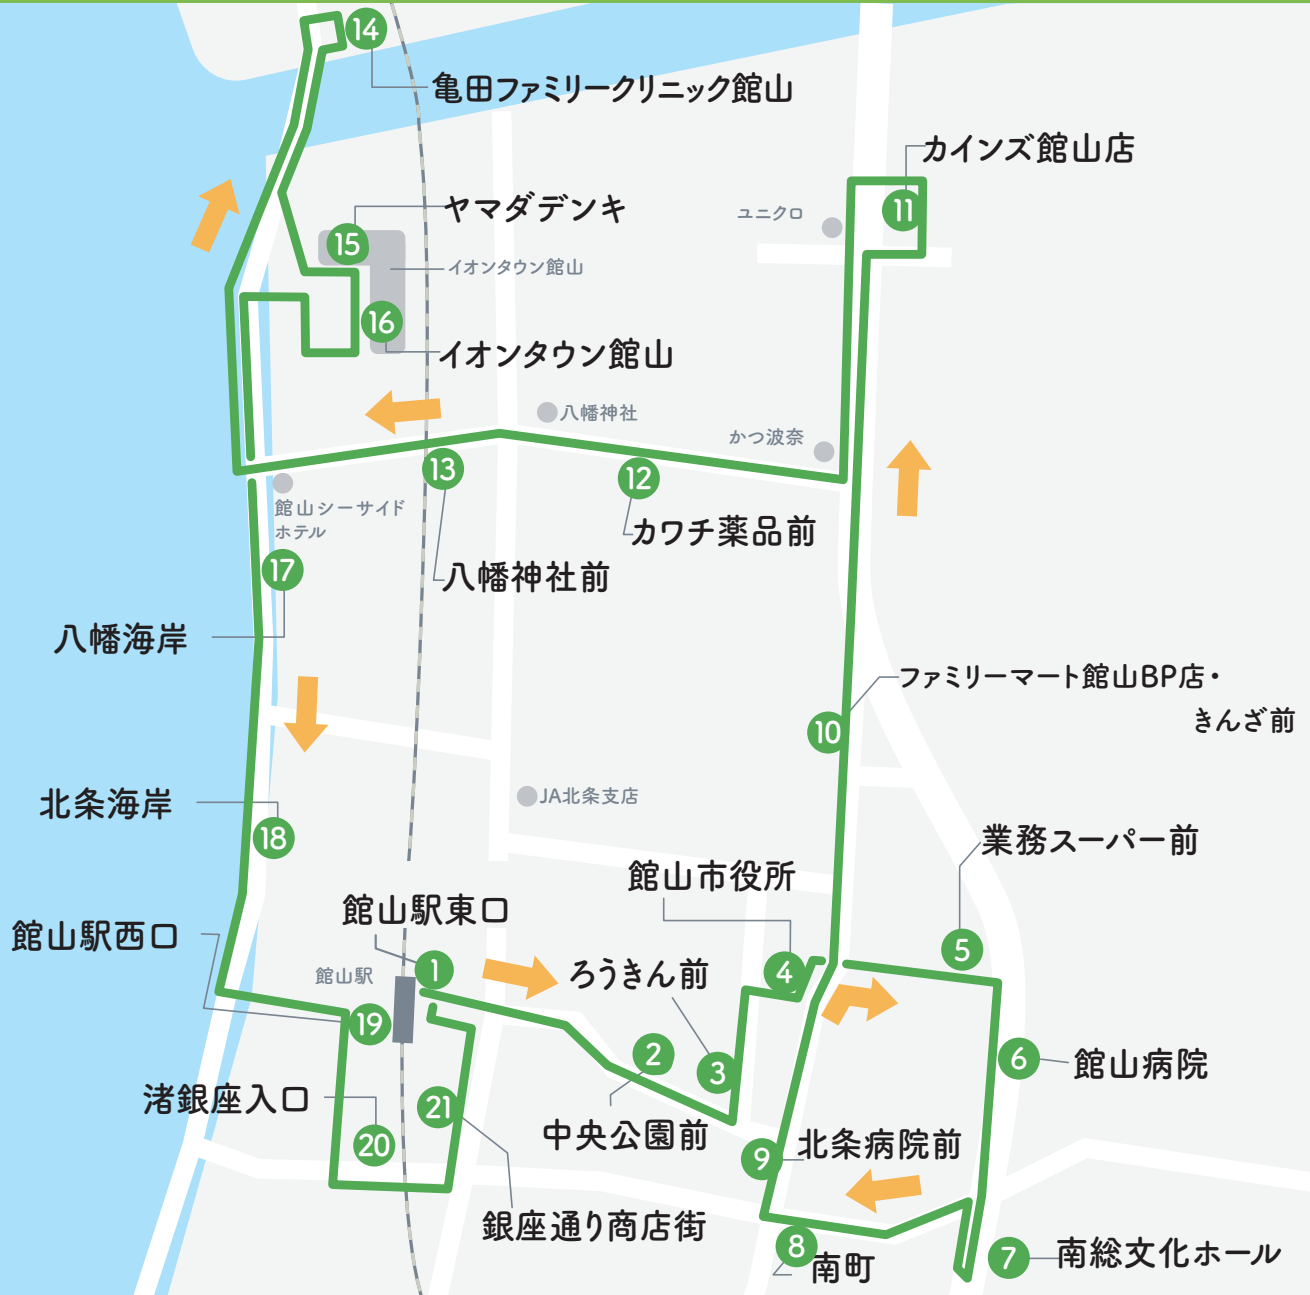 14
亀田ファミリークリニック館山
カインズ館山店
11
ヤマダデンキ
ユニクロ
15
イオンタウン館山
16
イオンタウン館山
八幡神社
かつ波奈
13
12
館山シーサイド
ホテル
カワチ薬品前
17
八幡神社前
八幡海岸
ファミリーマート館山BP店・
きんざ前
10
JA北条支店
北条海岸
18
業務スーパー前
館山市役所
館山駅東口
館山駅西口
5
館山駅
1
ろうきん前
4
19
2
3
6
館山病院
渚銀座入口
21
20
中央公園前
9
北条病院前
銀座通り商店街
8
南町
7
南総文化ホール